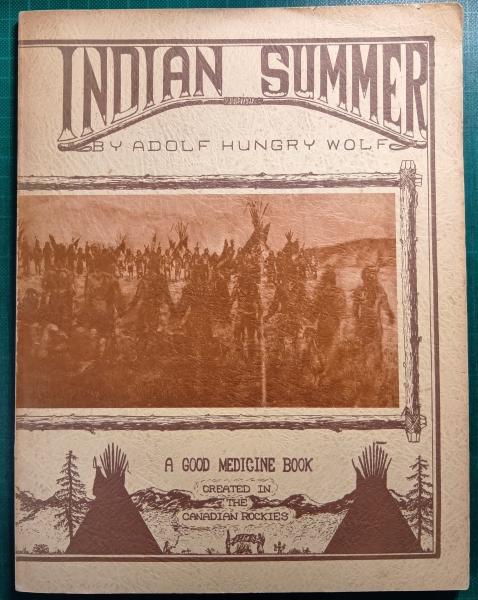 INDIAN SUMMER
BY ADOLF HUNGRY WOLF
A GOOD MEDICINE BOOK
CREATED IN
THE
CANADIAN ROCKIES